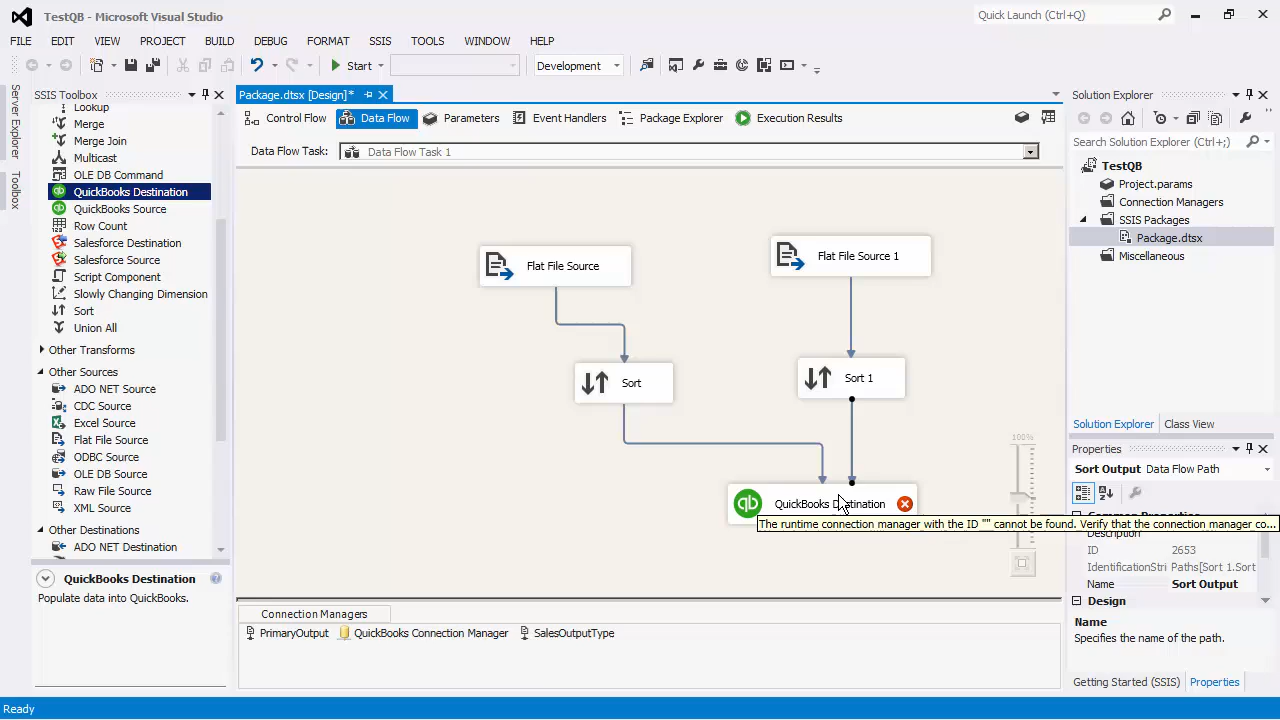 TestQB - Microsoft Visual Studio
Quick Launch (Ctrl+Q)
FILE EDIT VIEW PROJECT BUILD DEBUG FORMAT SSIS TOOLS WINDOW HELP
Start Development
Server Explorer
Toolbox
SSIS Toolbox
Lookup
Merge
Merge Join
Multicast
OLE DB Command
QuickBooks Destination
QuickBooks Source
Row Count
Salesforce Destination
Salesforce Source
Script Component
Slowly Changing Dimension
Sort
Union All
Other Transforms
Other Sources
ADO NET Source
CDC Source
Excel Source
Flat File Source
ODBC Source
OLE DB Source
Raw File Source
XML Source
Other Destinations
ADO NET Destination
QuickBooks Destination
Populate data into QuickBooks.
Package.dtsx [Design]*
Control Flow Data Flow Parameters Event Handlers Package Explorer Execution Results
Data Flow Task: Data Flow Task 1
Flat File Source
Flat File Source 1
Sort
Sort 1
qb QuickBooks
The runtime connection manager with the ID "" cannot be found. Verify that the connection manager co...
100%
Connection Managers
PrimaryOutput QuickBooks Connection Manager SalesOutputType
Solution Explorer
Search Solution Explorer (Ctrl+;)
TestQB
Project.params
Connection Managers
SSIS Packages
Package.dtsx
Miscellaneous
Solution Explorer Class View
Properties
Sort Output Data Flow Path
Description
ID 2653
IdentificationStri Paths[Sort 1.Sort
Name Sort Output
Design
Name
Specifies the name of the path.
Getting Started (SSIS) Properties
Ready